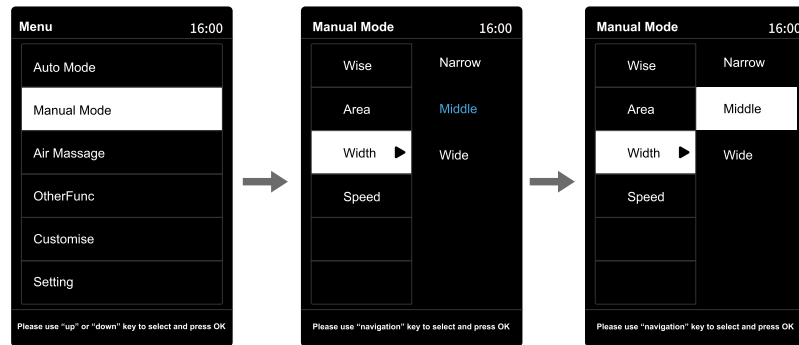 Menu 16:00
Auto Mode
Manual Mode
Air Massage
OtherFunc
Customise
Setting
Please use “up” or “down” key to select and press OK
Manual Mode 16:00
Wise Narrow
Area Middle
Width Wide
Speed
Please use “navigation” key to select and press OK
Manual Mode 16:00
Wise Narrow
Area Middle
Width Wide
Speed
Please use “navigation” key to select and press OK